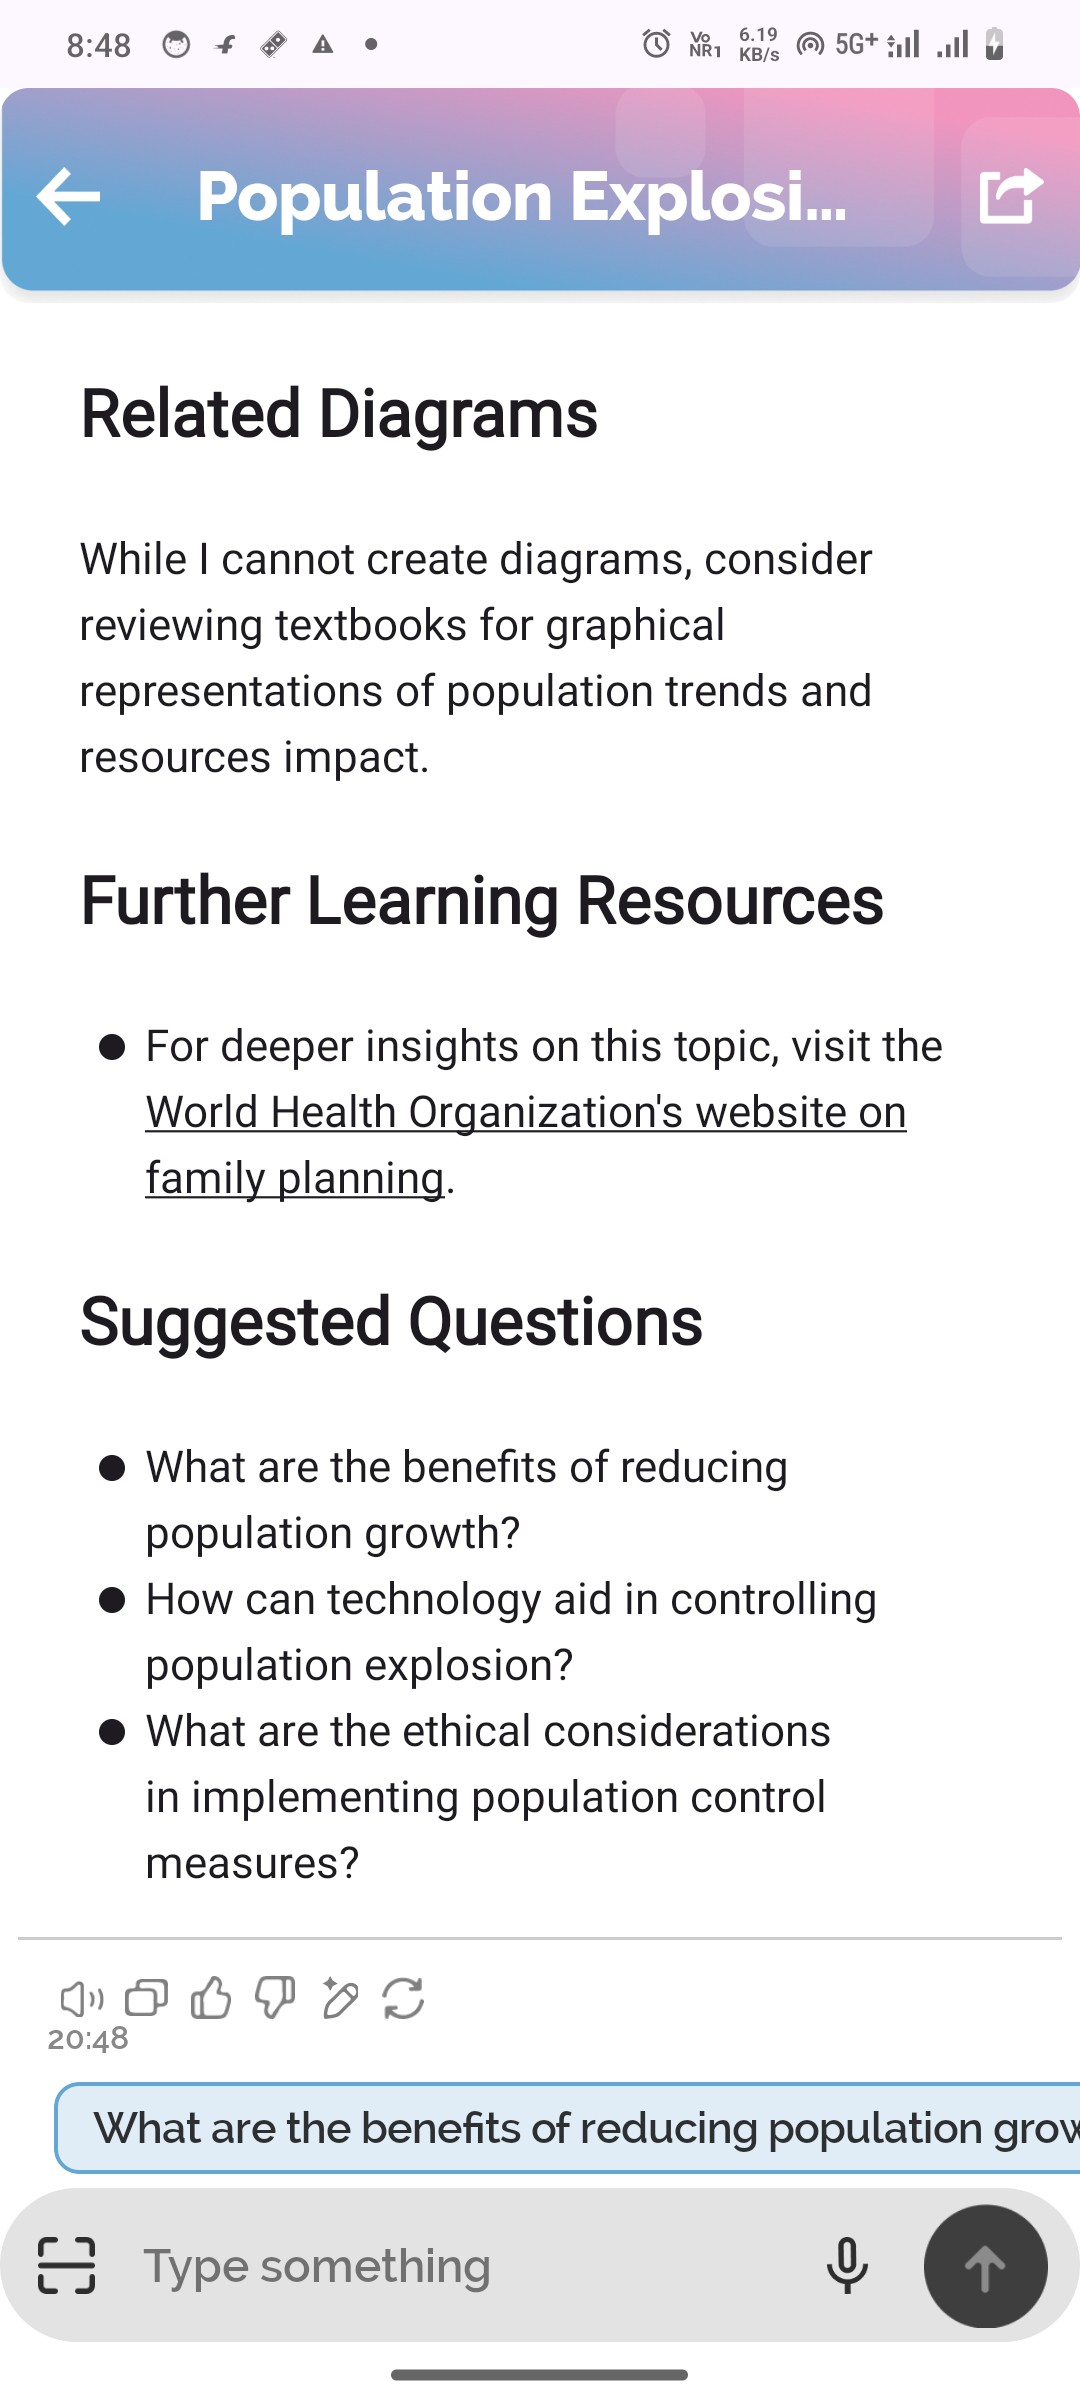 8:48
Vo NR1
6.19 KB/s
5G+
Population Explosi...
Related Diagrams
While I cannot create diagrams, consider
reviewing textbooks for graphical
representations of population trends and
resources impact.
Further Learning Resources
For deeper insights on this topic, visit the
World Health Organization's website on
family planning.
Suggested Questions
What are the benefits of reducing
population growth?
How can technology aid in controlling
population explosion?
What are the ethical considerations
in implementing population control
measures?
20:48
What are the benefits of reducing population grow
Type something